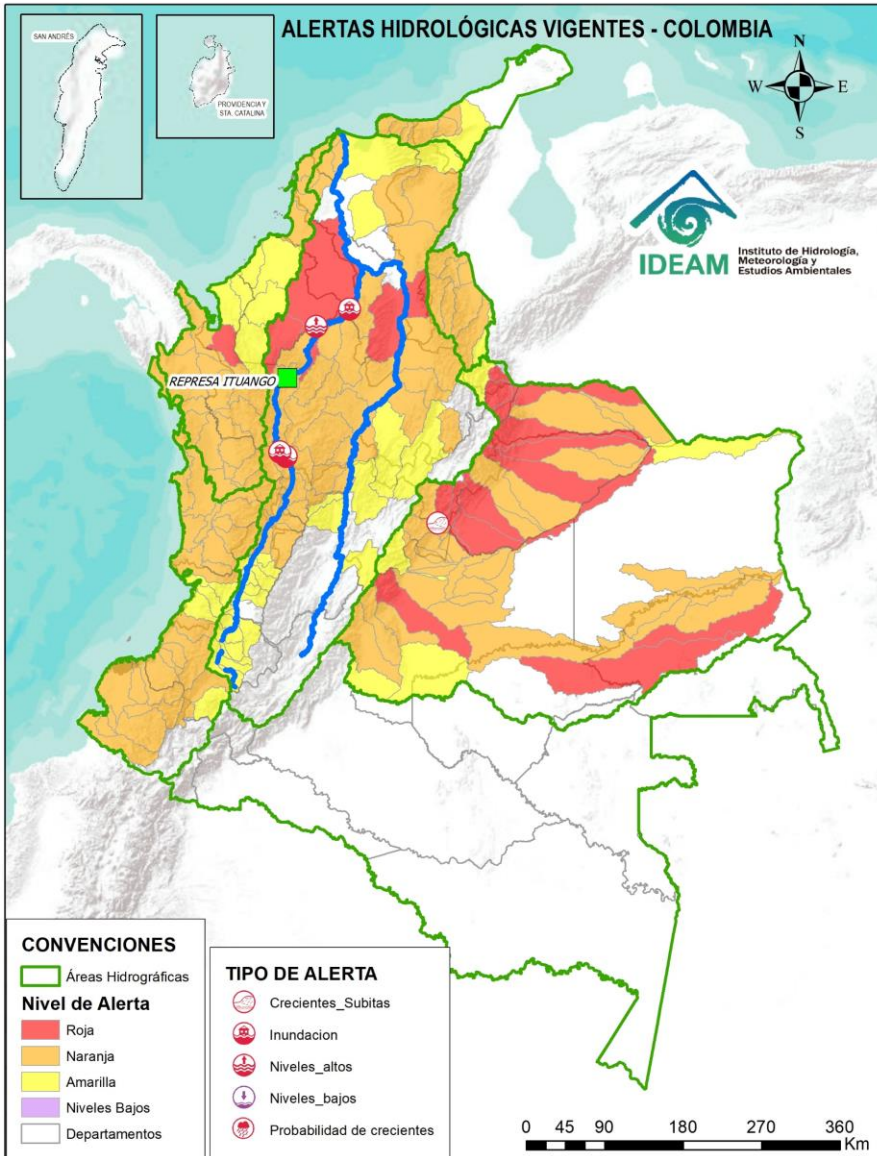 ALERTAS HIDROLÓGICAS VIGENTES - COLOMBIA
SAN ANDRÉS
PROVIDENCIA Y
STA. CATALINA
N
W E
S
IDEAM
Instituto de Hidrología,
Meteorología y
Estudios Ambientales
REPRESA ITUANGO
CONVENCIONES
Áreas Hidrográficas
Nivel de Alerta
Roja
Naranja
Amarilla
Niveles Bajos
Departamentos
TIPO DE ALERTA
Crecientes_Subitas
Inundacion
Niveles_altos
Niveles_bajos
Probabilidad de crecientes
0 45 90 180 270 360
Km